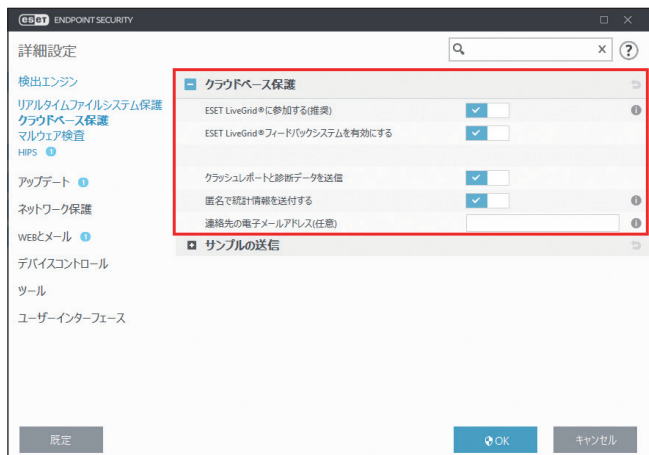 eset ENDPOINT SECURITY
詳細設定
検出エンジン
リアルタイムファイルシステム保護
クラウドベース保護
マルウェア検査
HIPS 1
アップデート 1
ネットワーク保護
WEBとメール 1
デバイスコントロール
ツール
ユーザーインターフェース
クラウドベース保護
ESET LiveGrid®に参加する(推奨)
ESET LiveGrid®フィードバックシステムを有効にする
クラッシュレポートと診断データを送信
匿名で統計情報を送付する
連絡先の電子メールアドレス(任意)
サンプルの送信
既定
OK
キャンセル